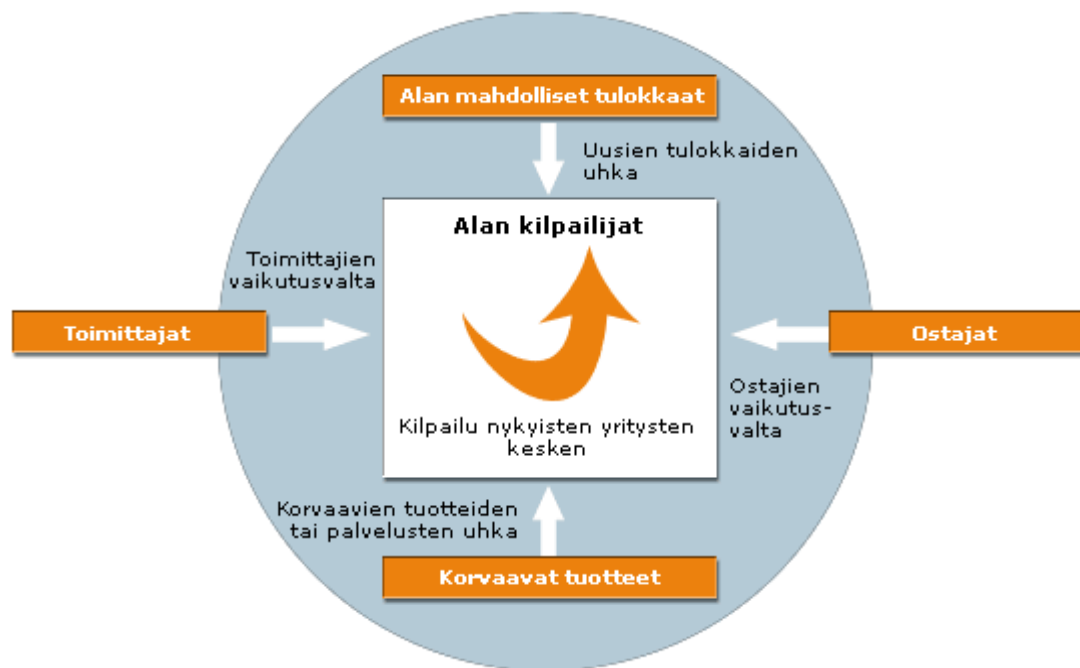 Alan mahdolliset tulokkaat
Uusien tulokkaiden
uhka
Alan kilpailijat
Toimittajien
vaikutusvalta
Toimittajat
Ostajat
Ostajien
vaikutus-
valta
Kilpailu nykyisten yritysten
kesken
Korvaavien tuotteiden
tai palvelusten uhka
Korvaavat tuotteet